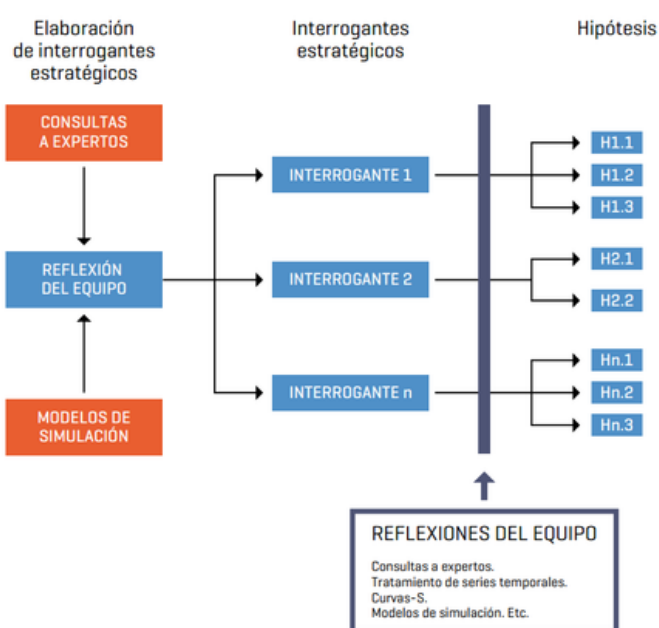 Elaboración
de interrogantes
estratégicos
Interrogantes
estratégicos
Hipótesis
CONSULTAS
A EXPERTOS
REFLEXIÓN
DEL EQUIPO
MODELOS DE
SIMULACIÓN
INTERROGANTE 1
INTERROGANTE 2
INTERROGANTE n
H1.1
H1.2
H1.3
H2.1
H2.2
Hn.1
Hn.2
Hn.3
REFLEXIONES DEL EQUIPO
Consultas a expertos.
Tratamiento de series temporales.
Curvas-S.
Modelos de simulación. Etc.